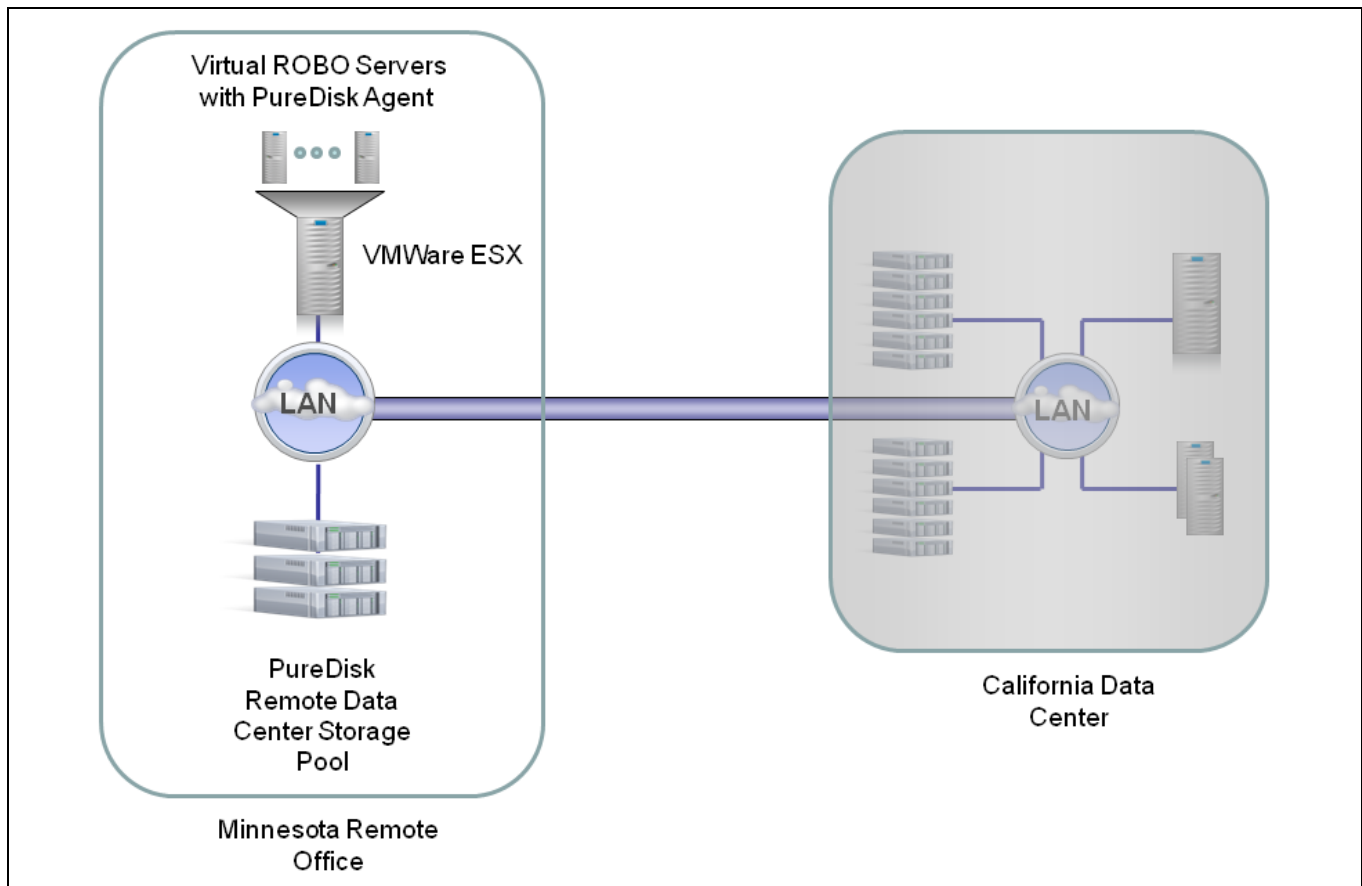 Virtual ROBO Servers
with PureDisk Agent
VMWare ESX
LAN
LAN
PureDisk
Remote Data
Center Storage
Pool
California Data
Center
Minnesota Remote
Office